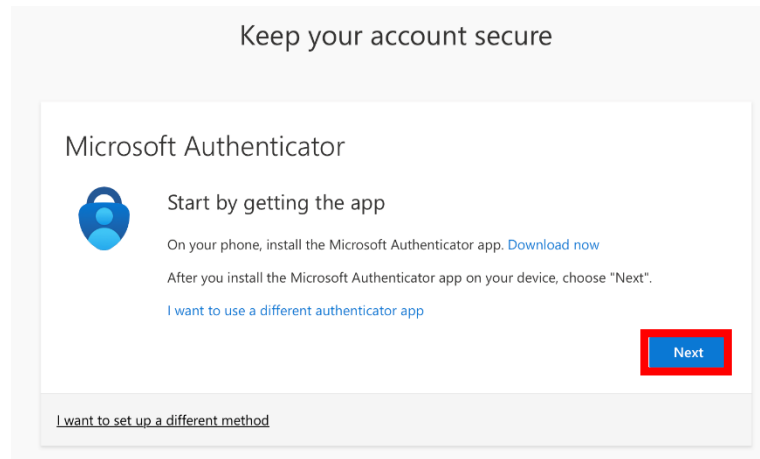 Keep your account secure
Microsoft Authenticator
Start by getting the app
On your phone, install the Microsoft Authenticator app. Download now
After you install the Microsoft Authenticator app on your device, choose "Next".
I want to use a different authenticator app
Next
I want to set up a different method